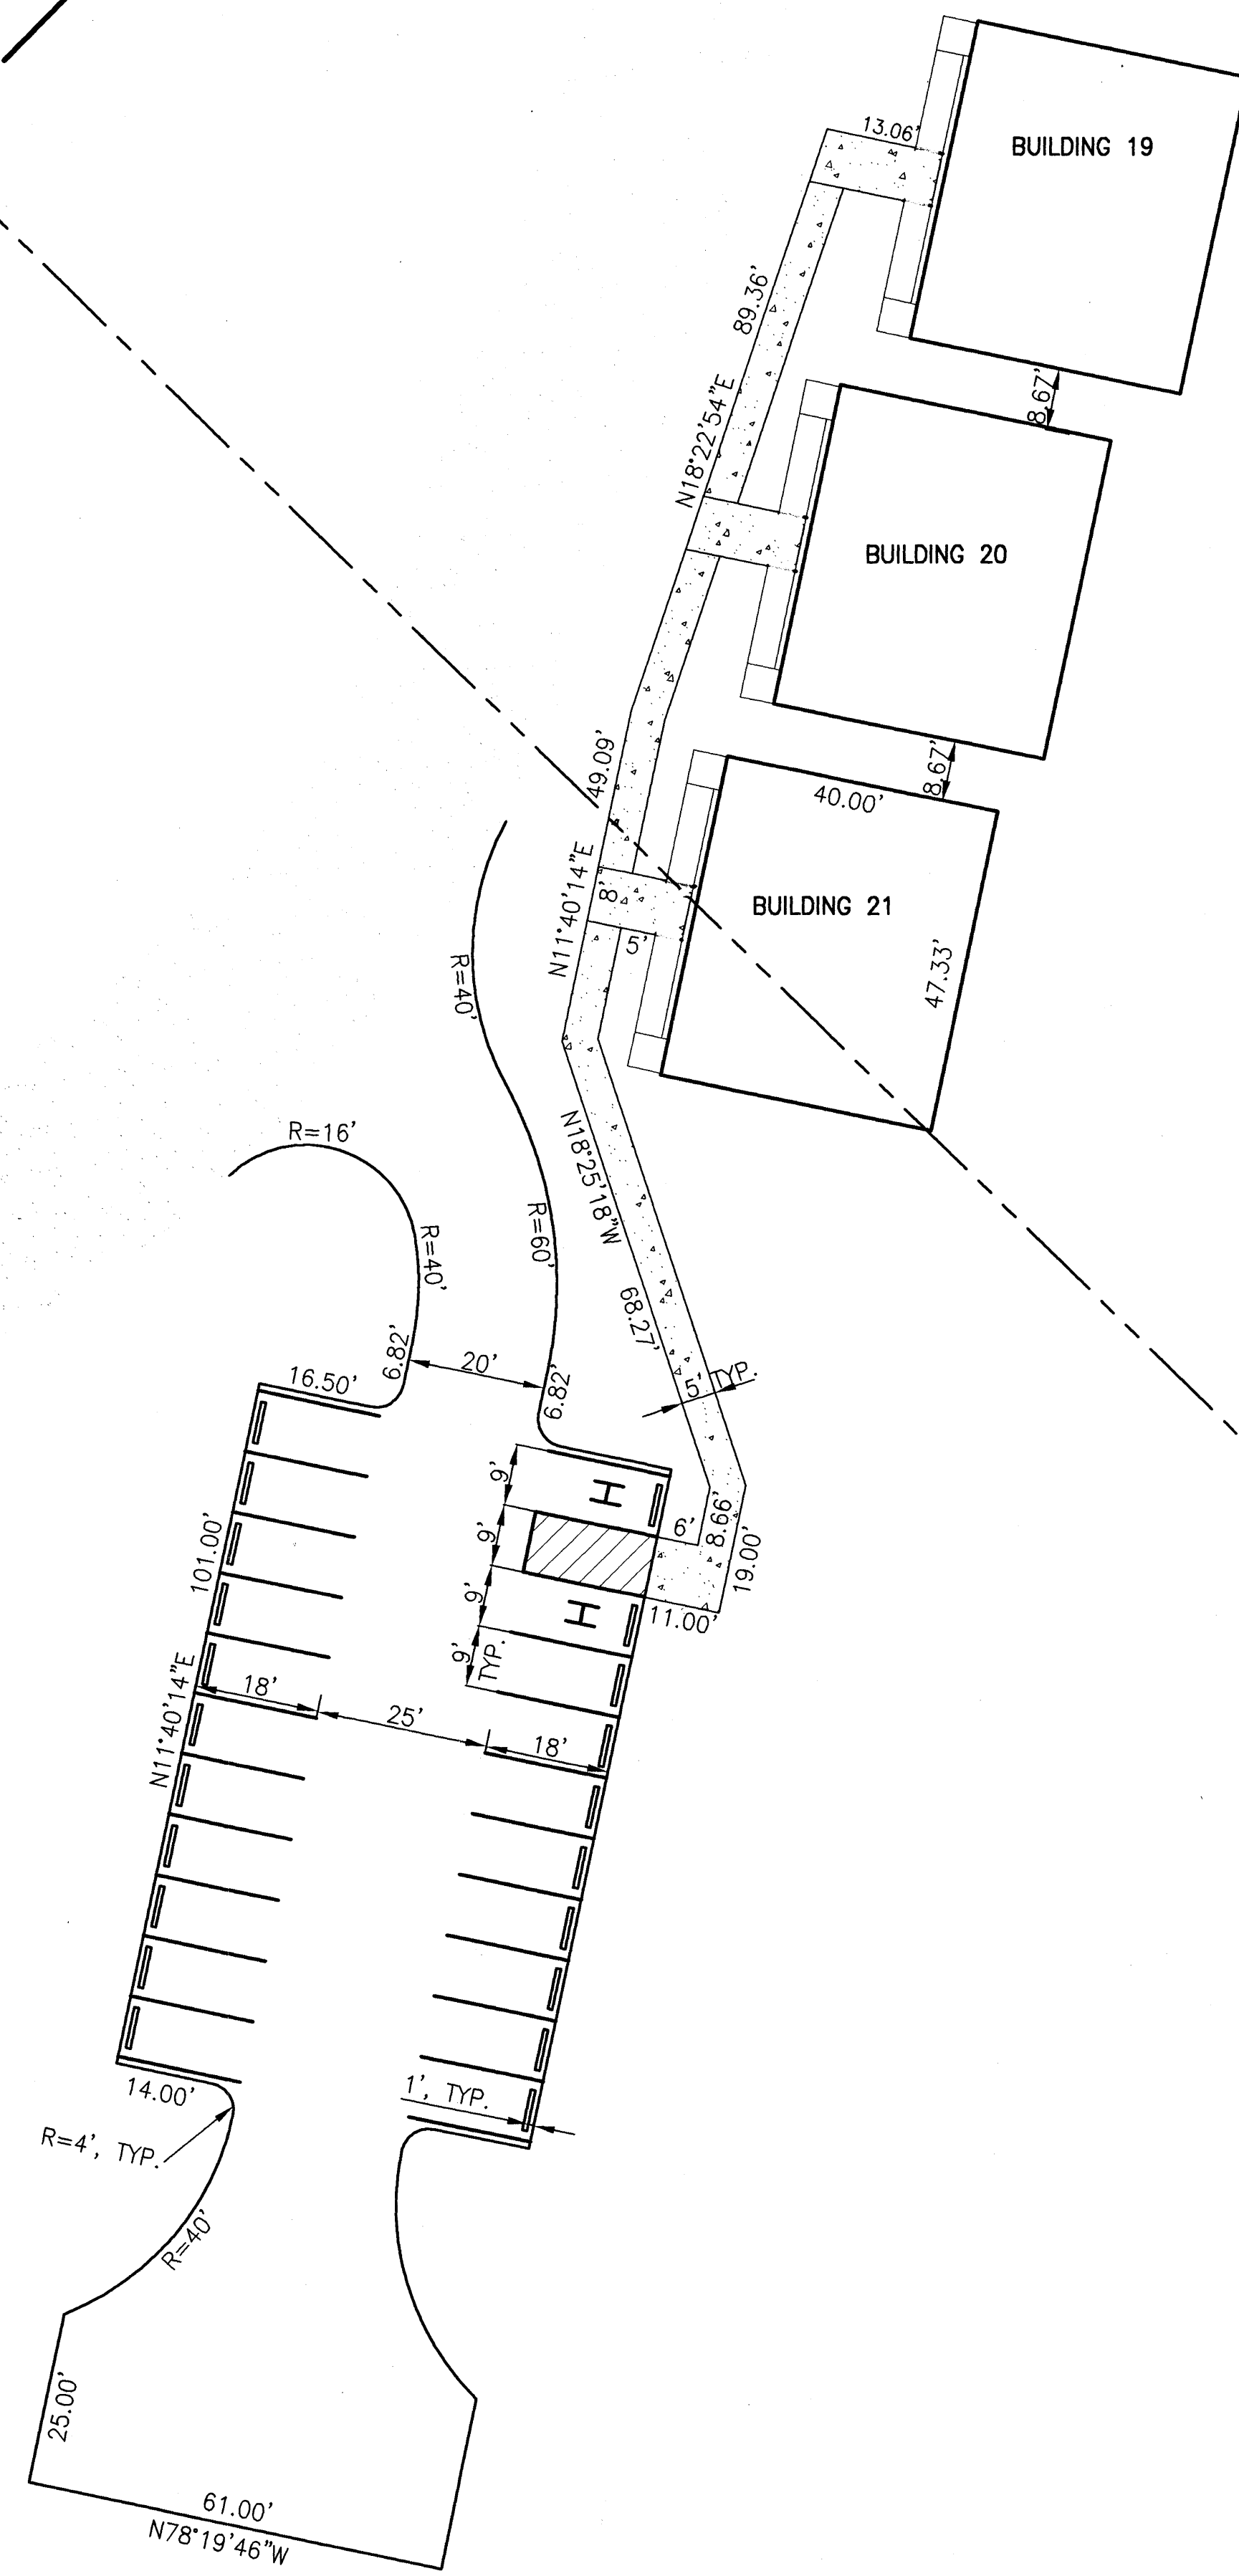 13.06'
BUILDING 19
89.36'
N18°22'54"E
8.67'
BUILDING 20
49.09'
8.67'
40.00'
N11°40'14"E
8'
5'
BUILDING 21
47.33'
R=40'
R=16'
N18°25'18"W
R=40'
R=60'
68.27'
6.82'
20'
6.82'
16.50'
5' TYP.
9'
H
6'
8.66'
9'
19.00'
101.00'
9'
H
11.00'
9'
TYP.
N11°40'14"E
18'
25'
18'
14.00'
1', TYP.
R=4', TYP.
R=40'
25.00'
61.00'
N78°19'46"W